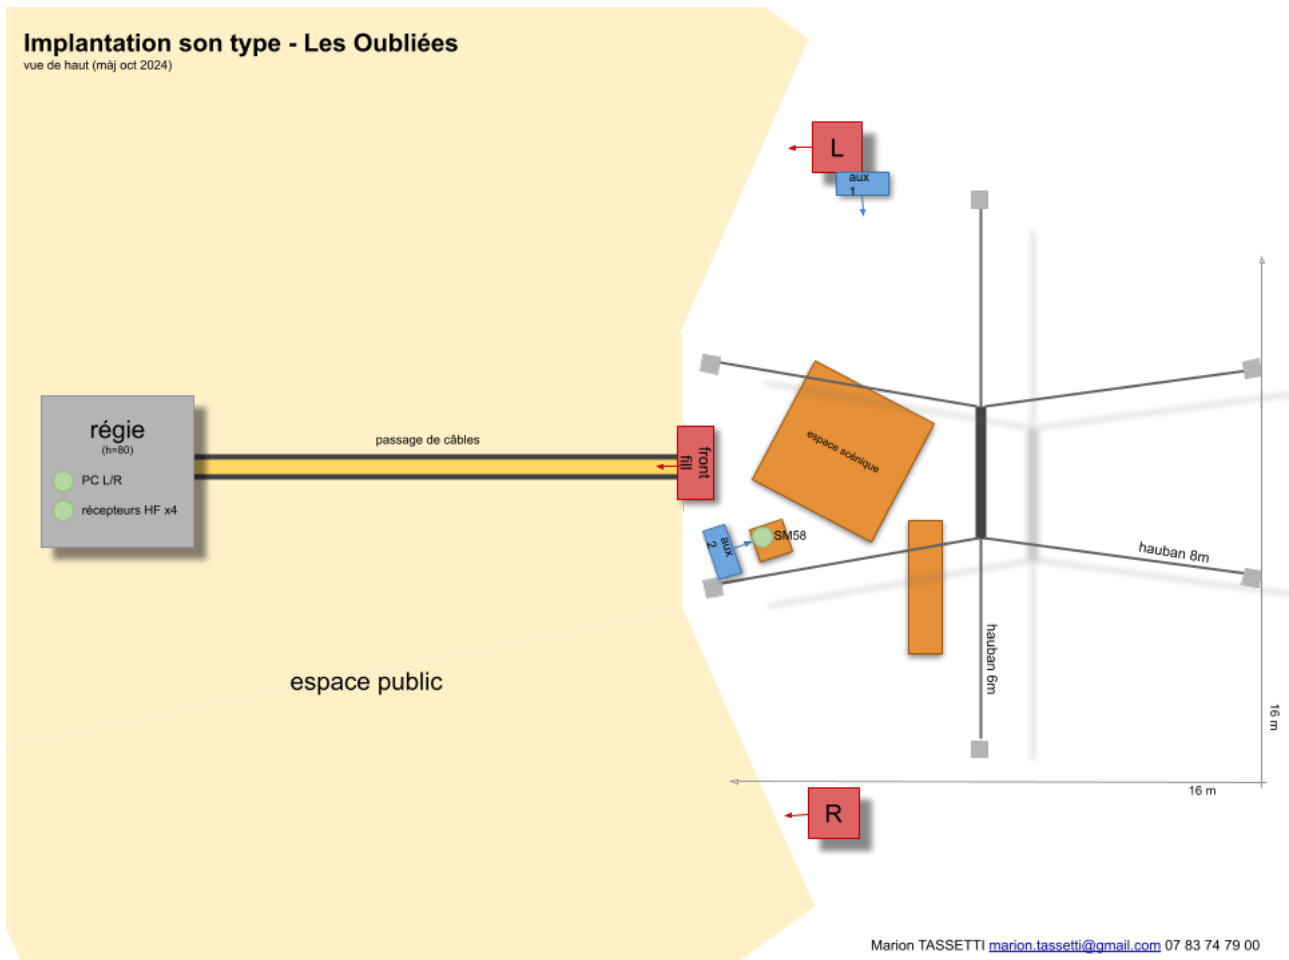 Implantation son type - Les Oubliées
vue de haut (màj oct 2024)
L
aux
1
régie
(h=80)
PC L/R
récepteurs HF x4
passage de câbles
front
fill
espace scénique
aux
2
SM58
hauban 8m
hauban 6m
espace public
16 m
16 m
R
Marion TASSETTI marion.tassetti@gmail.com 07 83 74 79 00